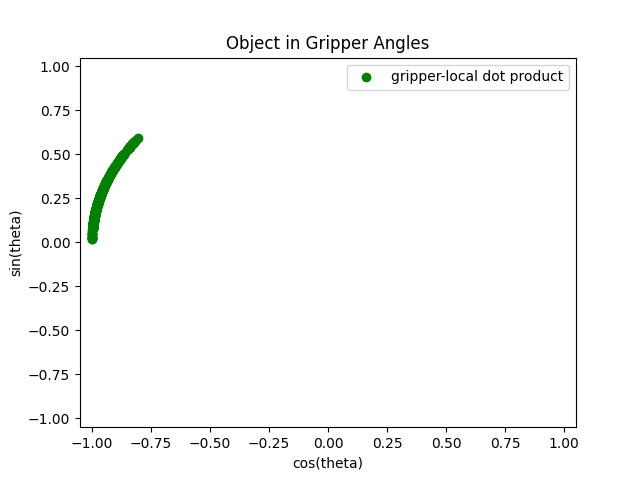 Object in Gripper Angles
gripper-local dot product
1.00
0.75
0.50
0.25
0.00
−0.25
−0.50
−0.75
−1.00
sin(theta)
−1.00 −0.75 −0.50 −0.25 0.00 0.25 0.50 0.75 1.00
cos(theta)